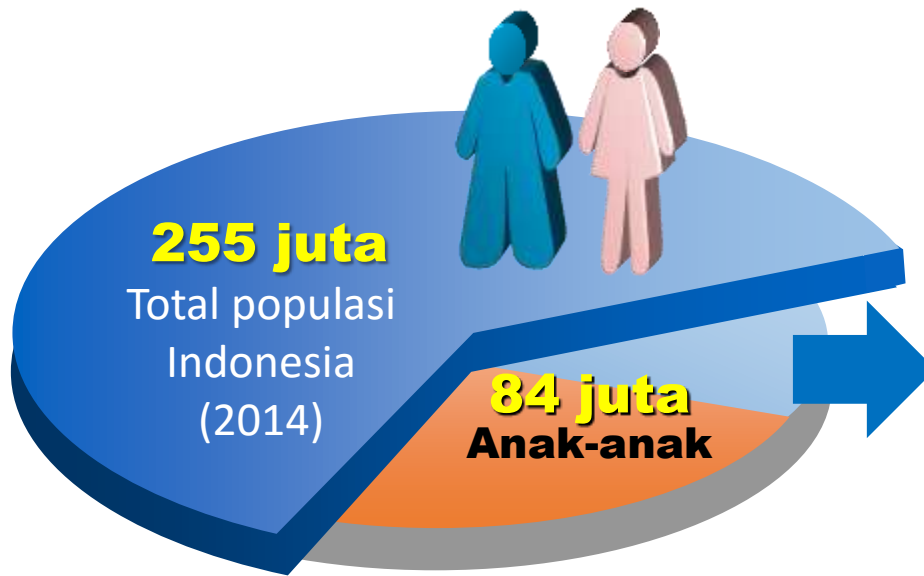 255 juta
Total populasi
Indonesia
(2014)
84 juta
Anak-anak